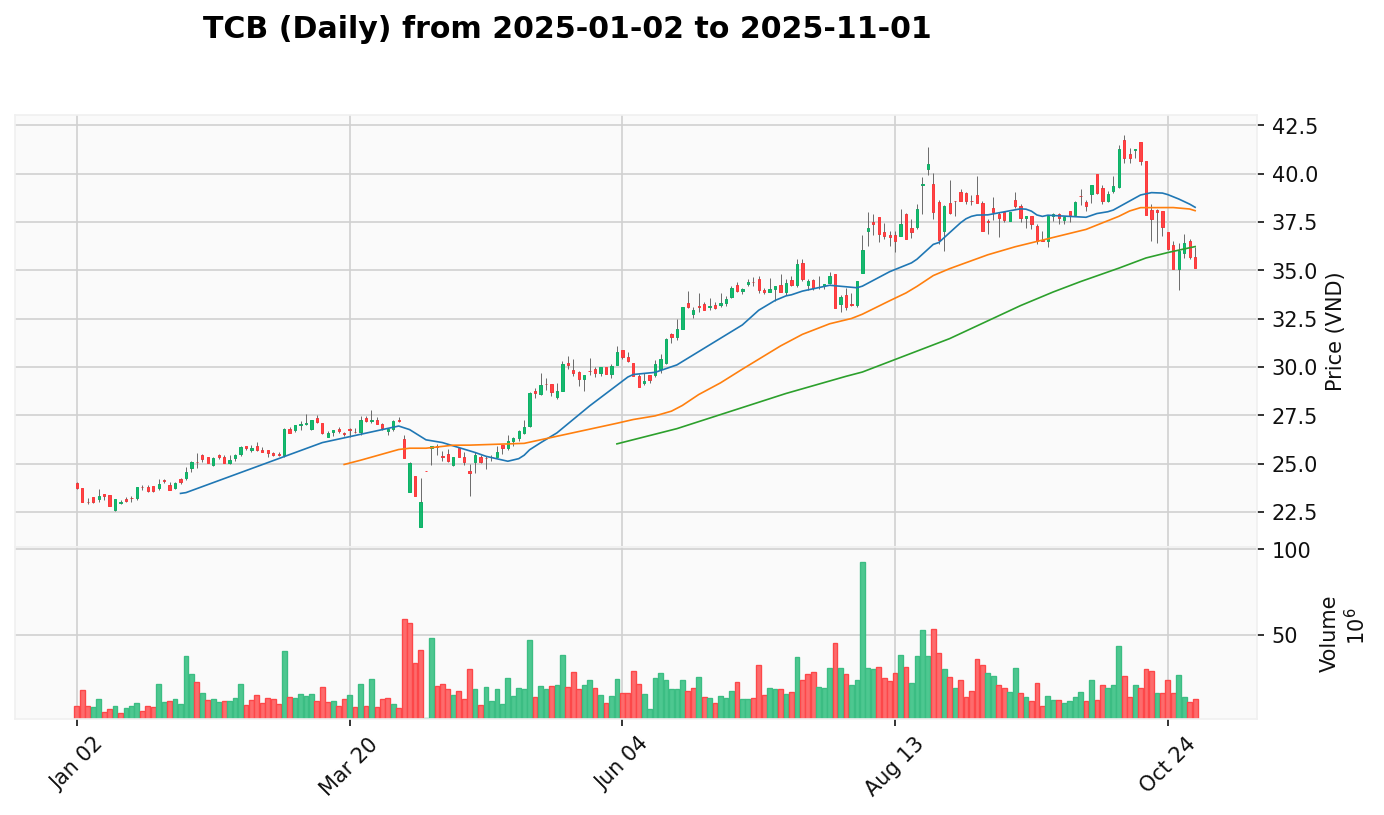 TCB (Daily) from 2025-01-02 to 2025-11-01
42.5
40.0
37.5
35.0
32.5
30.0
27.5
25.0
22.5
Price (VND)
100
50
Volume
10⁶
Jan 02
Mar 20
Jun 04
Aug 13
Oct 24